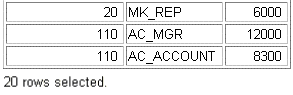 20 MK_REP 6000
110 AC_MGR 12000
110 AC_ACCOUNT 8300
20 rows selected.